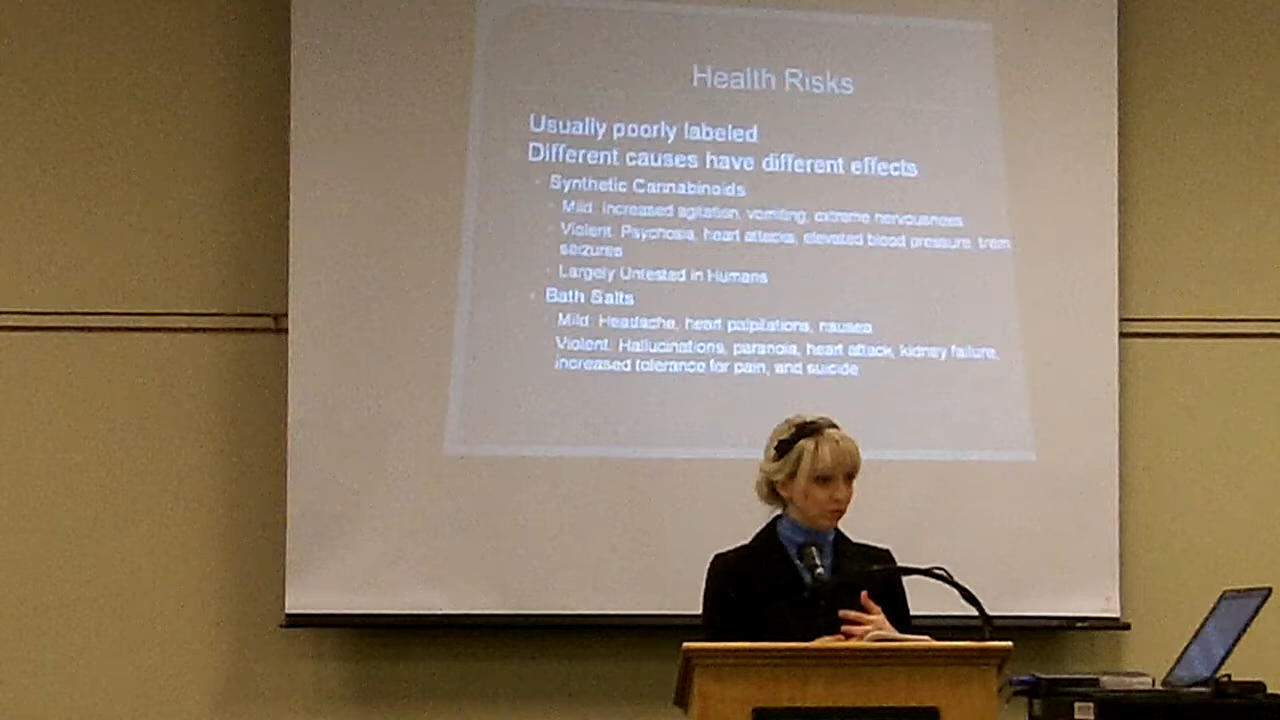 Health Risks
Usually poorly labeled
Different causes have different effects
Synthetic Cannabinoids
Mild: Increased agitation, vomiting, extreme nervousness
Violent: Psychosis, heart attacks, elevated blood pressure, trem
seizures
Largely Untested in Humans
Bath Salts
Mild: Headache, heart palpitations, nausea
Violent: Hallucinations, paranoia, heart attack, kidney failure,
increased tolerance for pain, and suicide